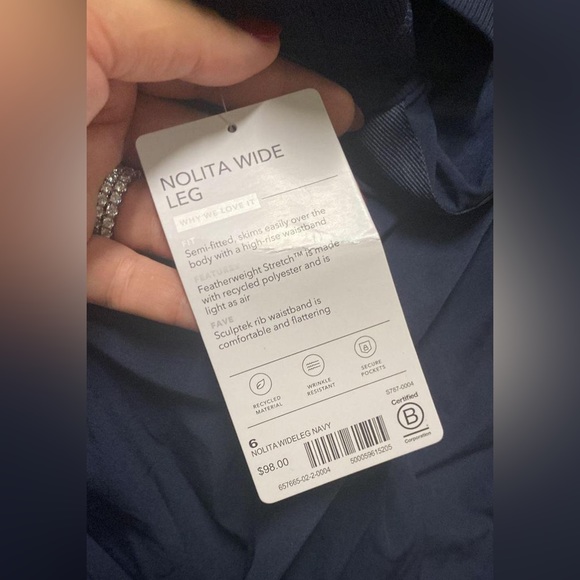 NOLITA WIDE
LEG
WHY WE LOVE IT
FIT
Semi-fitted, skims easily over the
body with a high-rise waistband
FEATURES
Featherweight Stretch™ is made
with recycled polyester and is
light as air
FAVE
Sculptek rib waistband is
comfortable and flattering
RECYCLED
MATERIAL
WRINKLE
RESISTANT
SECURE
POCKETS
S787-0004
6
NOLITA WIDELEG NAVY
$98.00
657665-02-2-0004
500059615205
Certified
B
Corporation